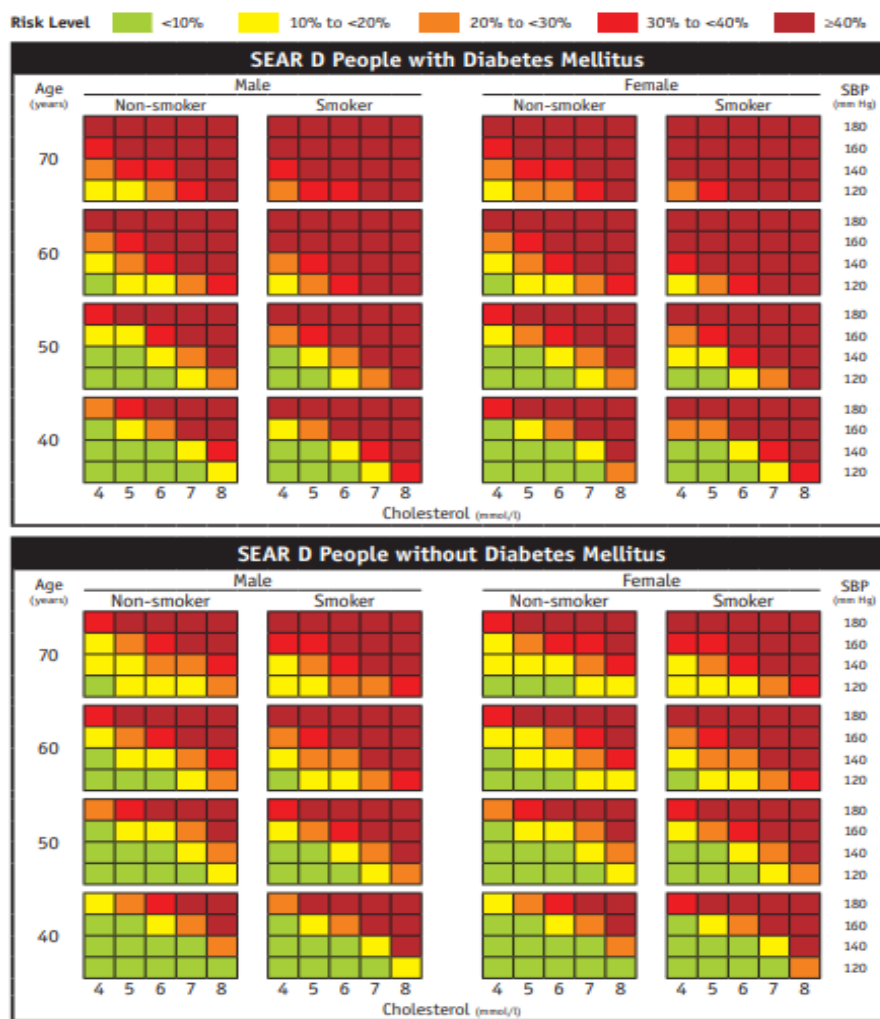 Risk Level <10% 10% to <20% 20% to <30% 30% to <40% ≥40%
SEAR D People with Diabetes Mellitus
Age (years) Male Female SBP (mm Hg)
Non-smoker Smoker Non-smoker Smoker
180
160
70 140
120
180
160
60 140
120
180
160
50 140
120
180
160
40 140
120
4 5 6 7 8 4 5 6 7 8 4 5 6 7 8 4 5 6 7 8
Cholesterol (mmol/l)
SEAR D People without Diabetes Mellitus
Age (years) Male Female SBP (mm Hg)
Non-smoker Smoker Non-smoker Smoker
180
160
70 140
120
180
160
60 140
120
180
160
50 140
120
180
160
40 140
120
4 5 6 7 8 4 5 6 7 8 4 5 6 7 8 4 5 6 7 8
Cholesterol (mmol/l)